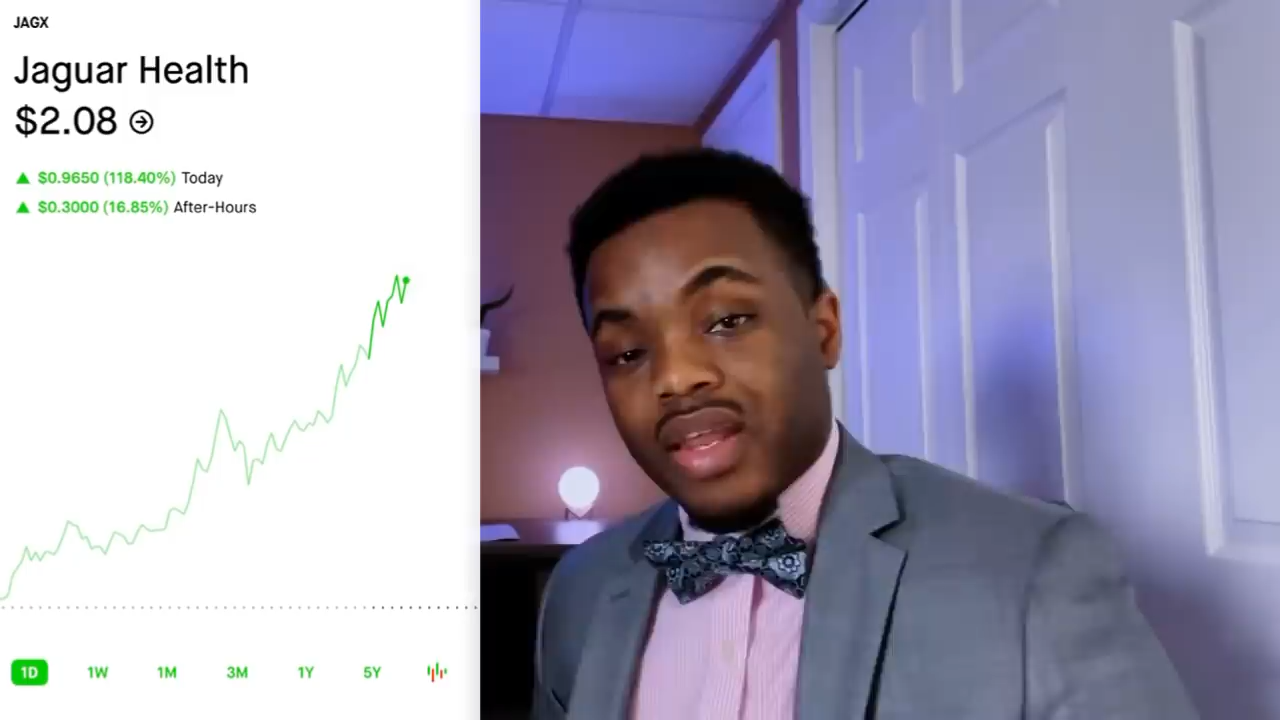 JAGX
Jaguar Health
$2.08
$0.9650 (118.40%) Today
$0.3000 (16.85%) After-Hours
1D 1W 1M 3M 1Y 5Y